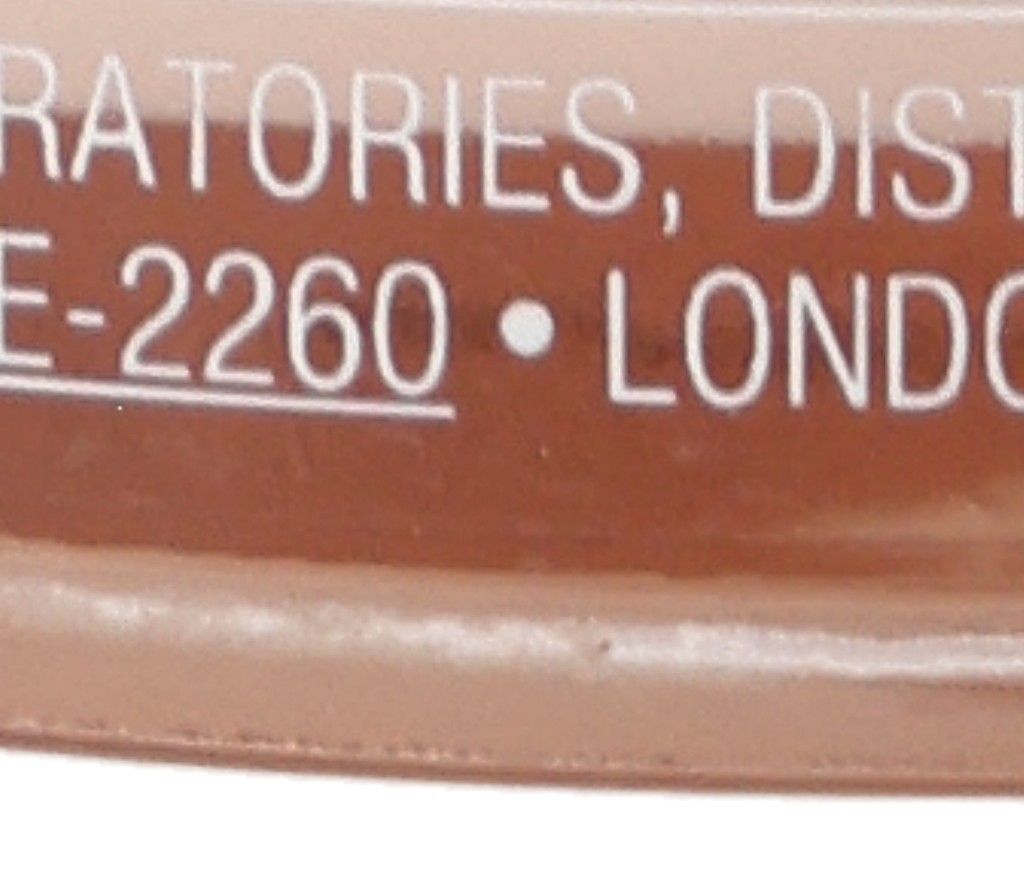 RATORIES, DIST
E-2260 • LONDO